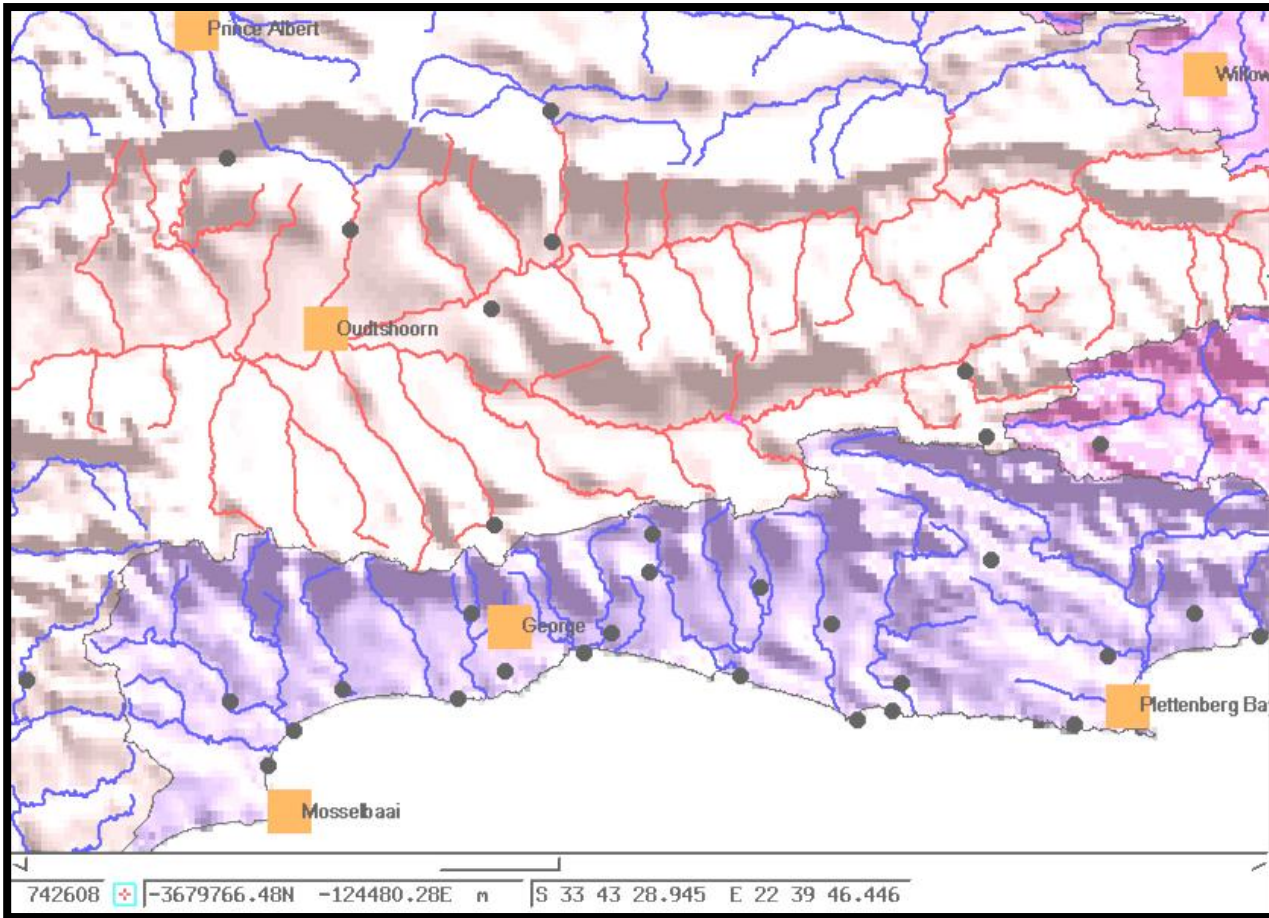 Prince Albert
Willow
Oudtshoorn
George
Plettenberg Ba
Mosselbaai
742608 -3679766.48N -124480.28E m S 33 43 28.945 E 22 39 46.446